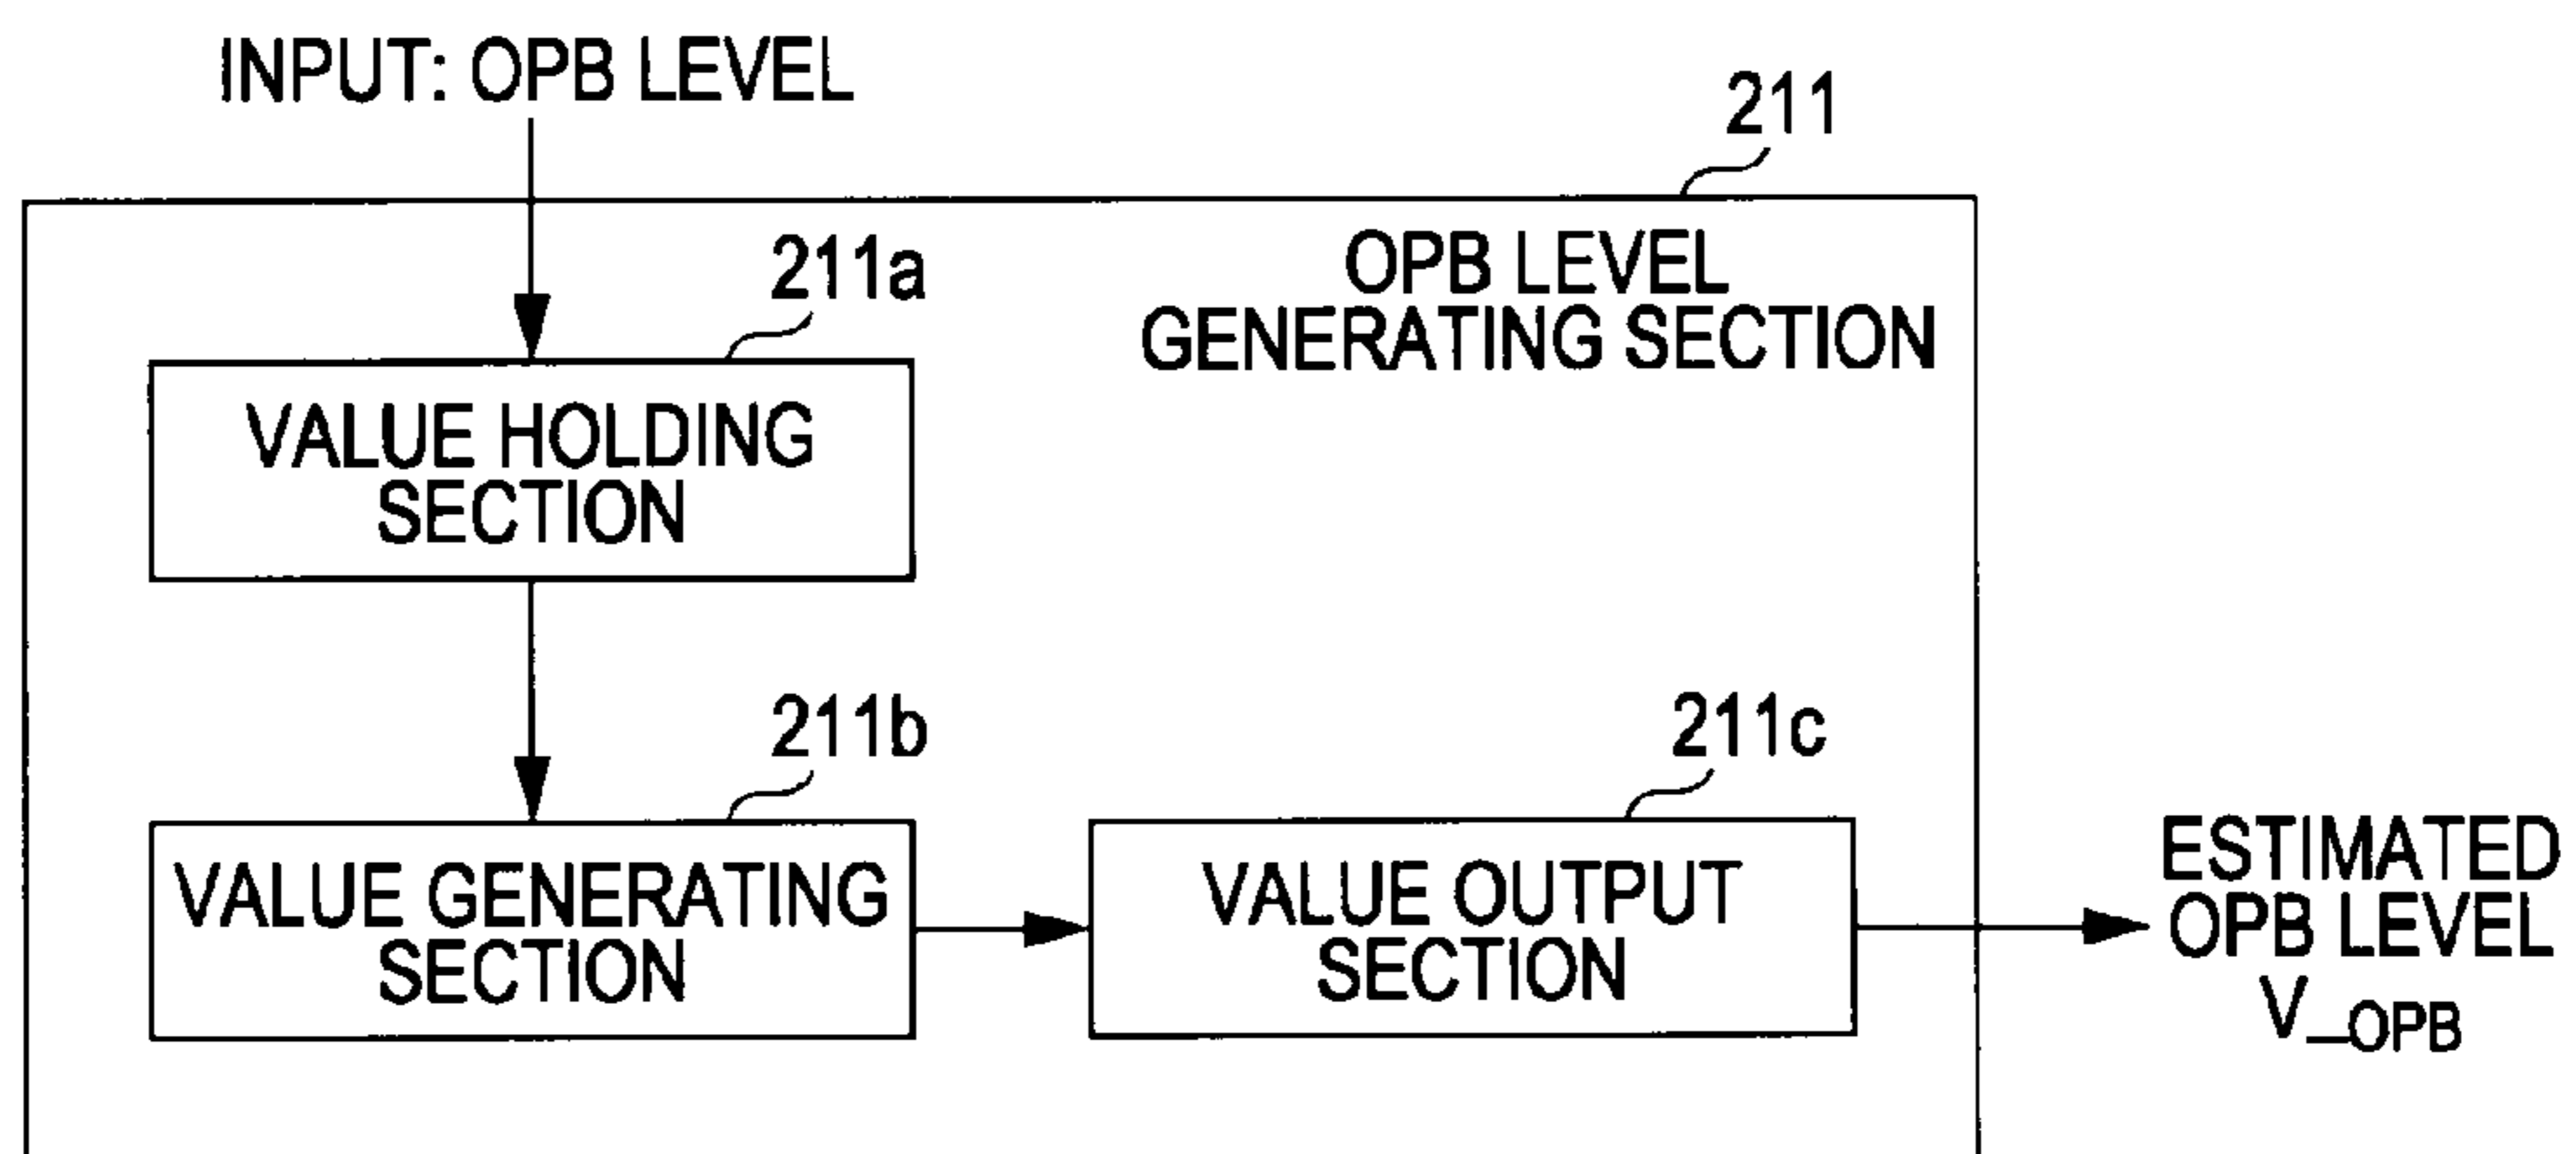 INPUT: OPB LEVEL
211
OPB LEVEL
GENERATING SECTION
211a
VALUE HOLDING
SECTION
211b
VALUE GENERATING
SECTION
211c
VALUE OUTPUT
SECTION
ESTIMATED
OPB LEVEL
V_OPB